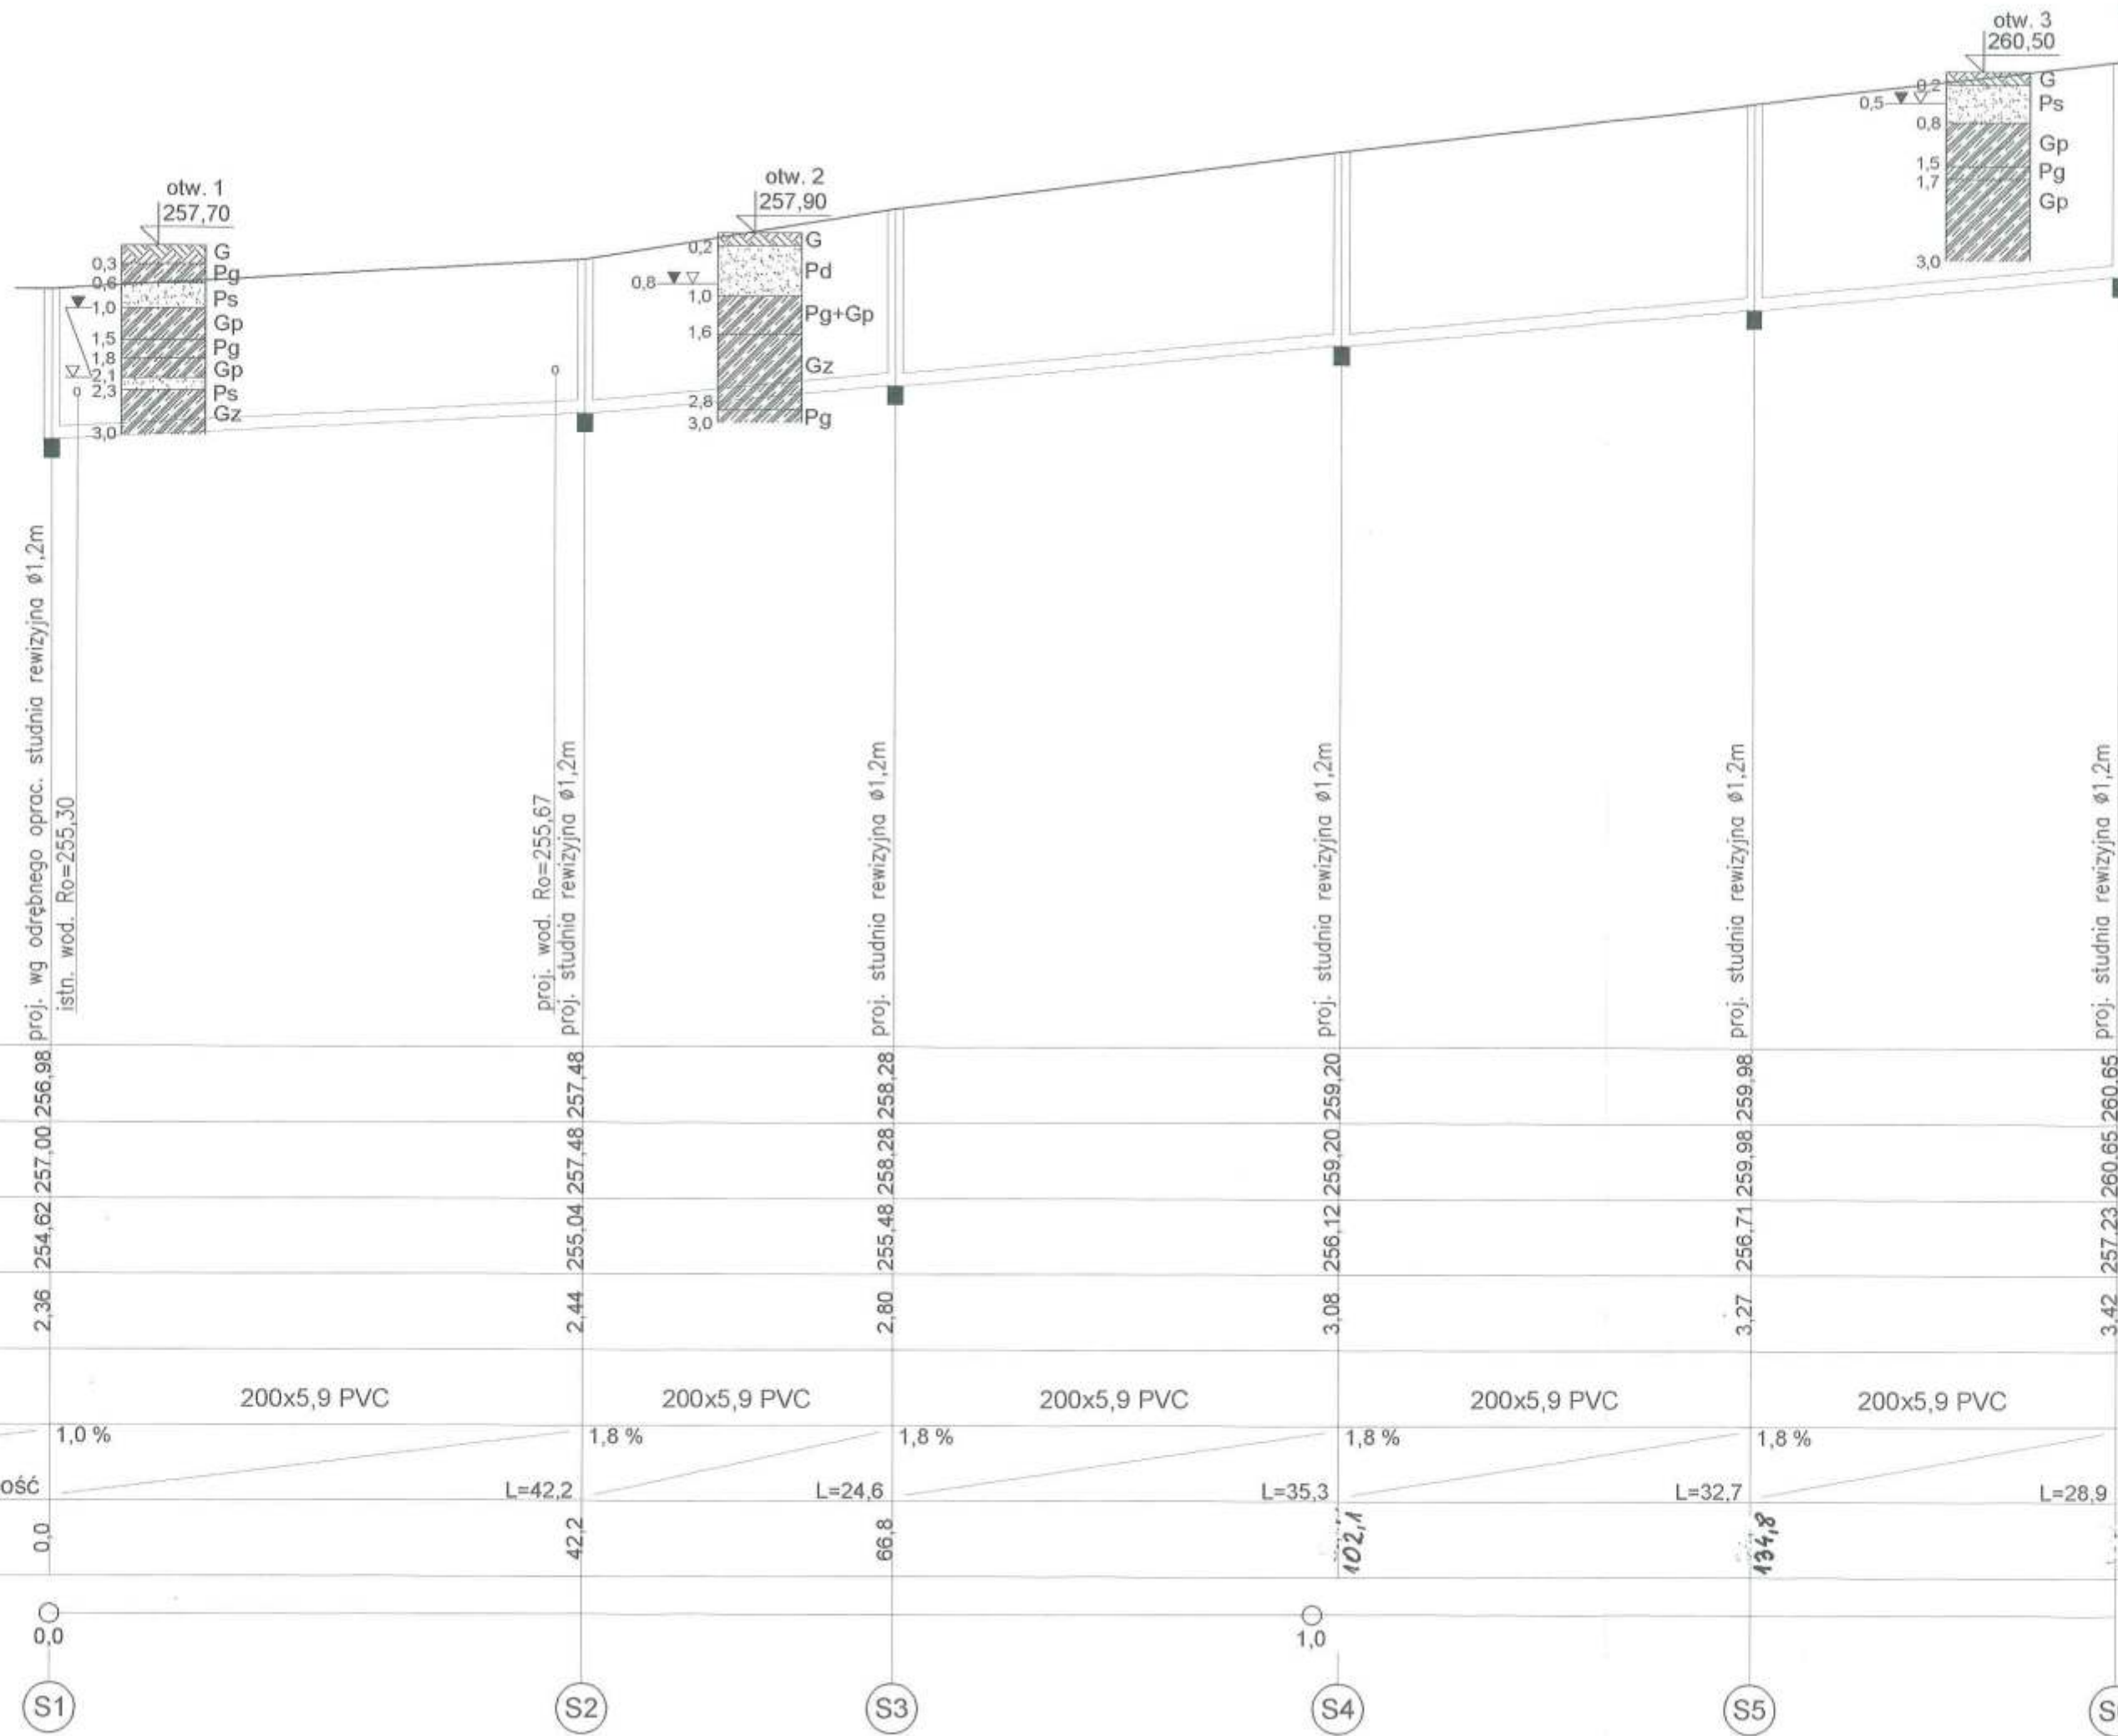 otw. 3
260,50
0,2
G
0,5
Ps
0,8
Gp
1,5
Pg
1,7
Gp
3,0
otw. 2
257,90
0,2
G
Pd
0,8
1,0
Pg+Gp
1,6
Gz
2,8
3,0
Pg
otw. 1
257,70
G
0,3
Pg
0,6
Ps
1,0
Gp
1,5
Pg
1,8
Gp
2,1
2,3
Ps
Gz
3,0
proj. wg odrębnego oprac. studnia rewizyjna ø1,2m
istn. wod. Ro=255,30
proj. wod. Ro=255,67
proj. studnia rewizyjna ø1,2m
proj. studnia rewizyjna ø1,2m
proj. studnia rewizyjna ø1,2m
proj. studnia rewizyjna ø1,2m
proj. studnia rewizyjna ø1,2m
256,98 257,48 258,28 259,20 259,98 260,65
257,00 257,48 258,28 259,20 259,98 260,65
254,62 255,04 255,48 256,12 256,71 257,23
2,36 2,44 2,80 3,08 3,27 3,42
200x5,9 PVC 200x5,9 PVC 200x5,9 PVC 200x5,9 PVC 200x5,9 PVC
1,0 % 1,8 % 1,8 % 1,8 % 1,8 %
ość L=42,2 L=24,6 L=35,3 L=32,7 L=28,9
0,0 42,2 66,8 102,1 134,8
0,0 1,0
S1 S2 S3 S4 S5 S